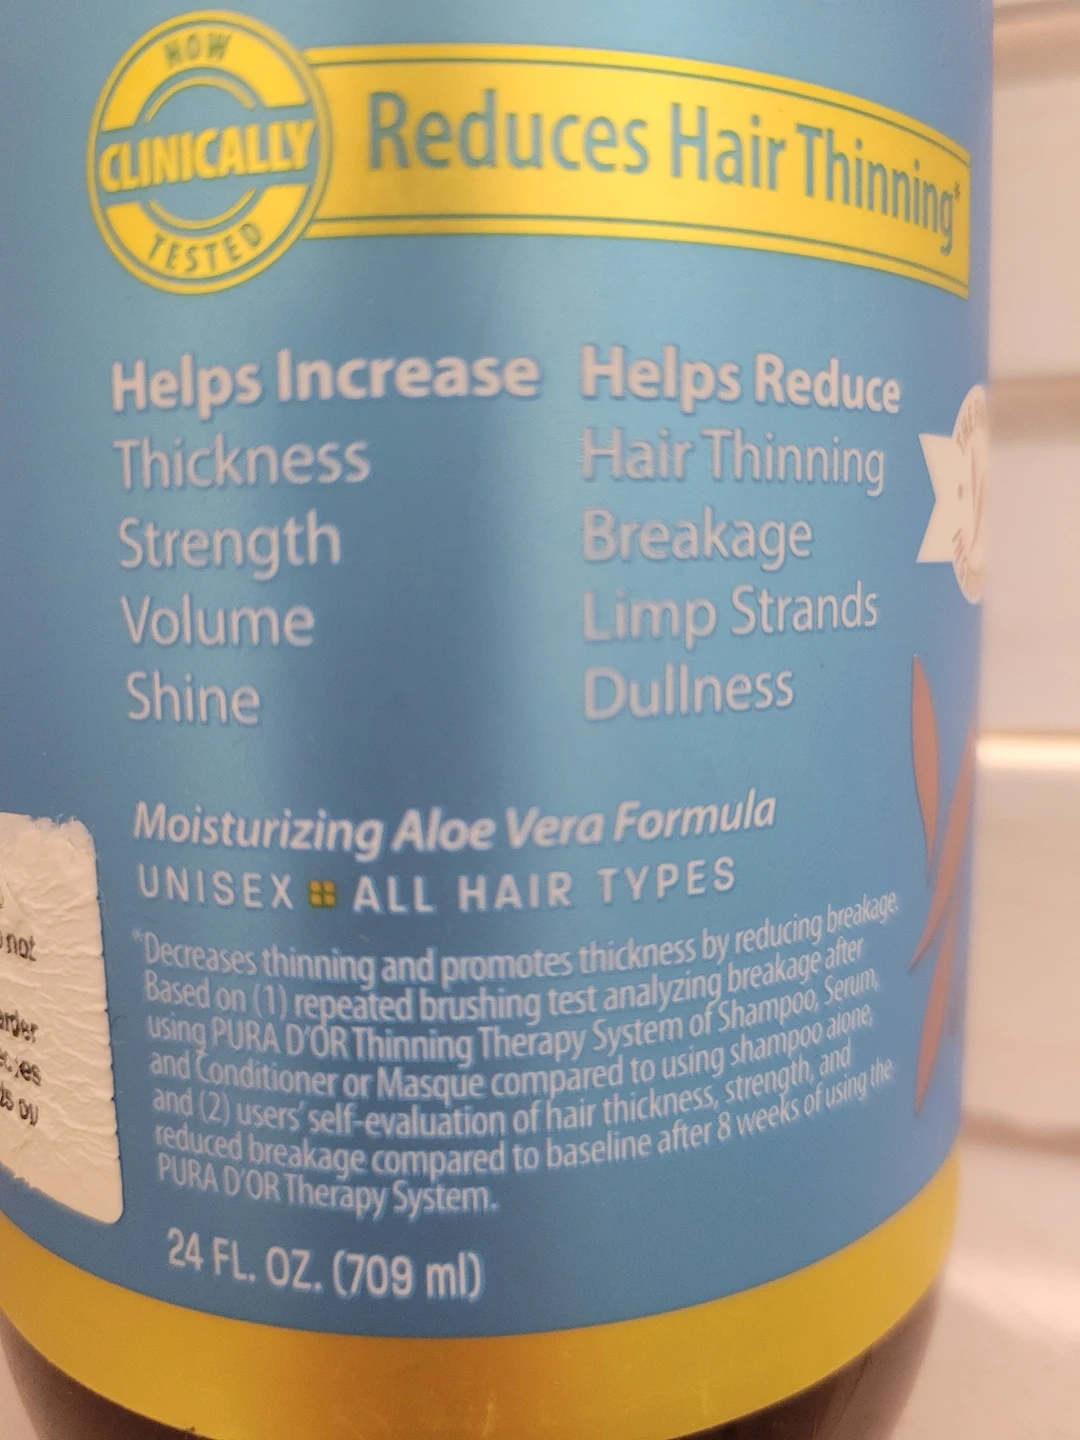 NOW
CLINICALLY
TESTED
Reduces Hair Thinning*
Helps Increase
Thickness
Strength
Volume
Shine
Helps Reduce
Hair Thinning
Breakage
Limp Strands
Dullness
Moisturizing Aloe Vera Formula
UNISEX ALL HAIR TYPES
*Decreases thinning and promotes thickness by reducing breakage.
Based on (1) repeated brushing test analyzing breakage after
using PURA D'OR Thinning Therapy System of Shampoo, Serum,
and Conditioner or Masque compared to using shampoo alone,
and (2) users' self-evaluation of hair thickness, strength, and
reduced breakage compared to baseline after 8 weeks of using the
PURA D'OR Therapy System.
24 FL. OZ. (709 ml)
not